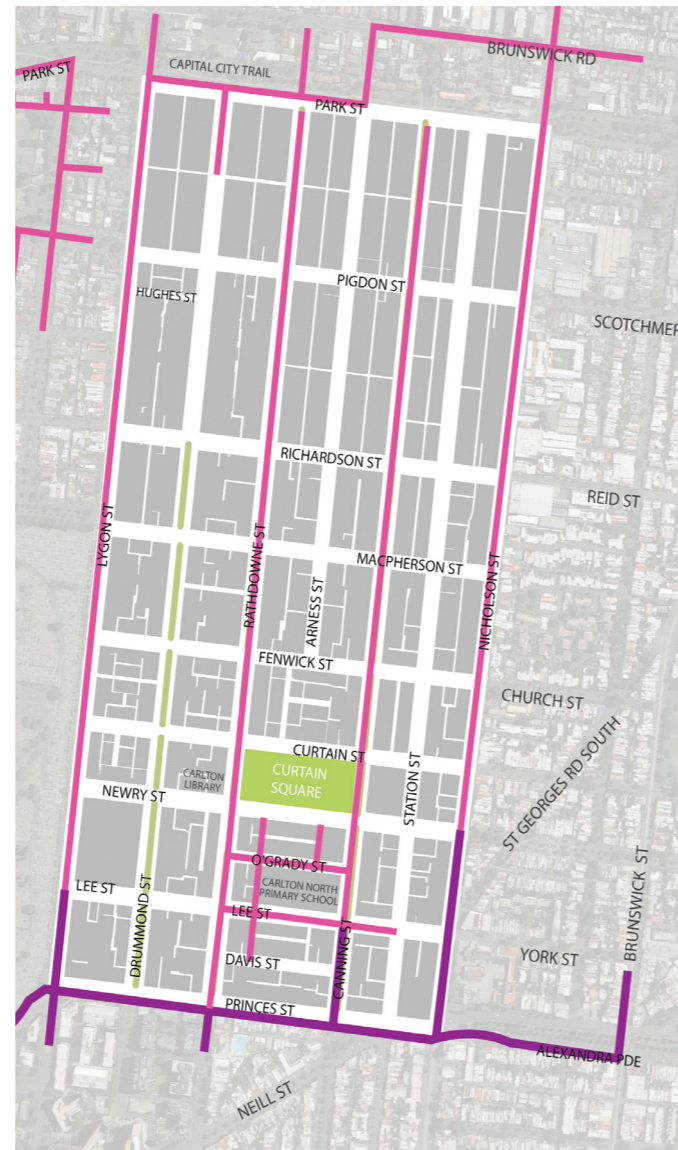 BRUNSWICK RD
CAPITAL CITY TRAIL
PARK ST
PARK ST
PIGDON ST
HUGHES ST
SCOTCHMER
RICHARDSON ST
REID ST
LYGON ST
RATHDOWNE ST
MACPHERSON ST
NICHOLSON ST
ARNESS ST
FENWICK ST
CHURCH ST
CURTAIN ST
CURTAIN
SQUARE
CARLTON
LIBRARY
STATION ST
ST GEORGES RD SOUTH
NEWRY ST
O'GRADY ST
CARLTON NORTH
PRIMARY SCHOOL
LEE ST
LEE ST
BRUNSWICK ST
DRUMMOND ST
CANNING ST
DAVIS ST
YORK ST
PRINCES ST
ALEXANDRA PDE
NEILL ST